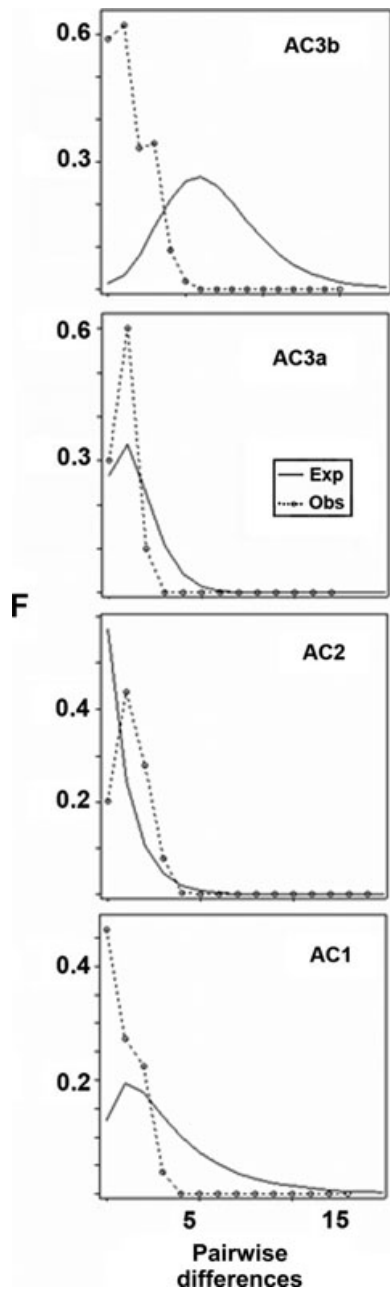 0.6
AC3b
0.3
0.6
AC3a
0.3
Exp
Obs
F
AC2
0.4
0.2
AC1
0.4
0.2
5 15
Pairwise
differences